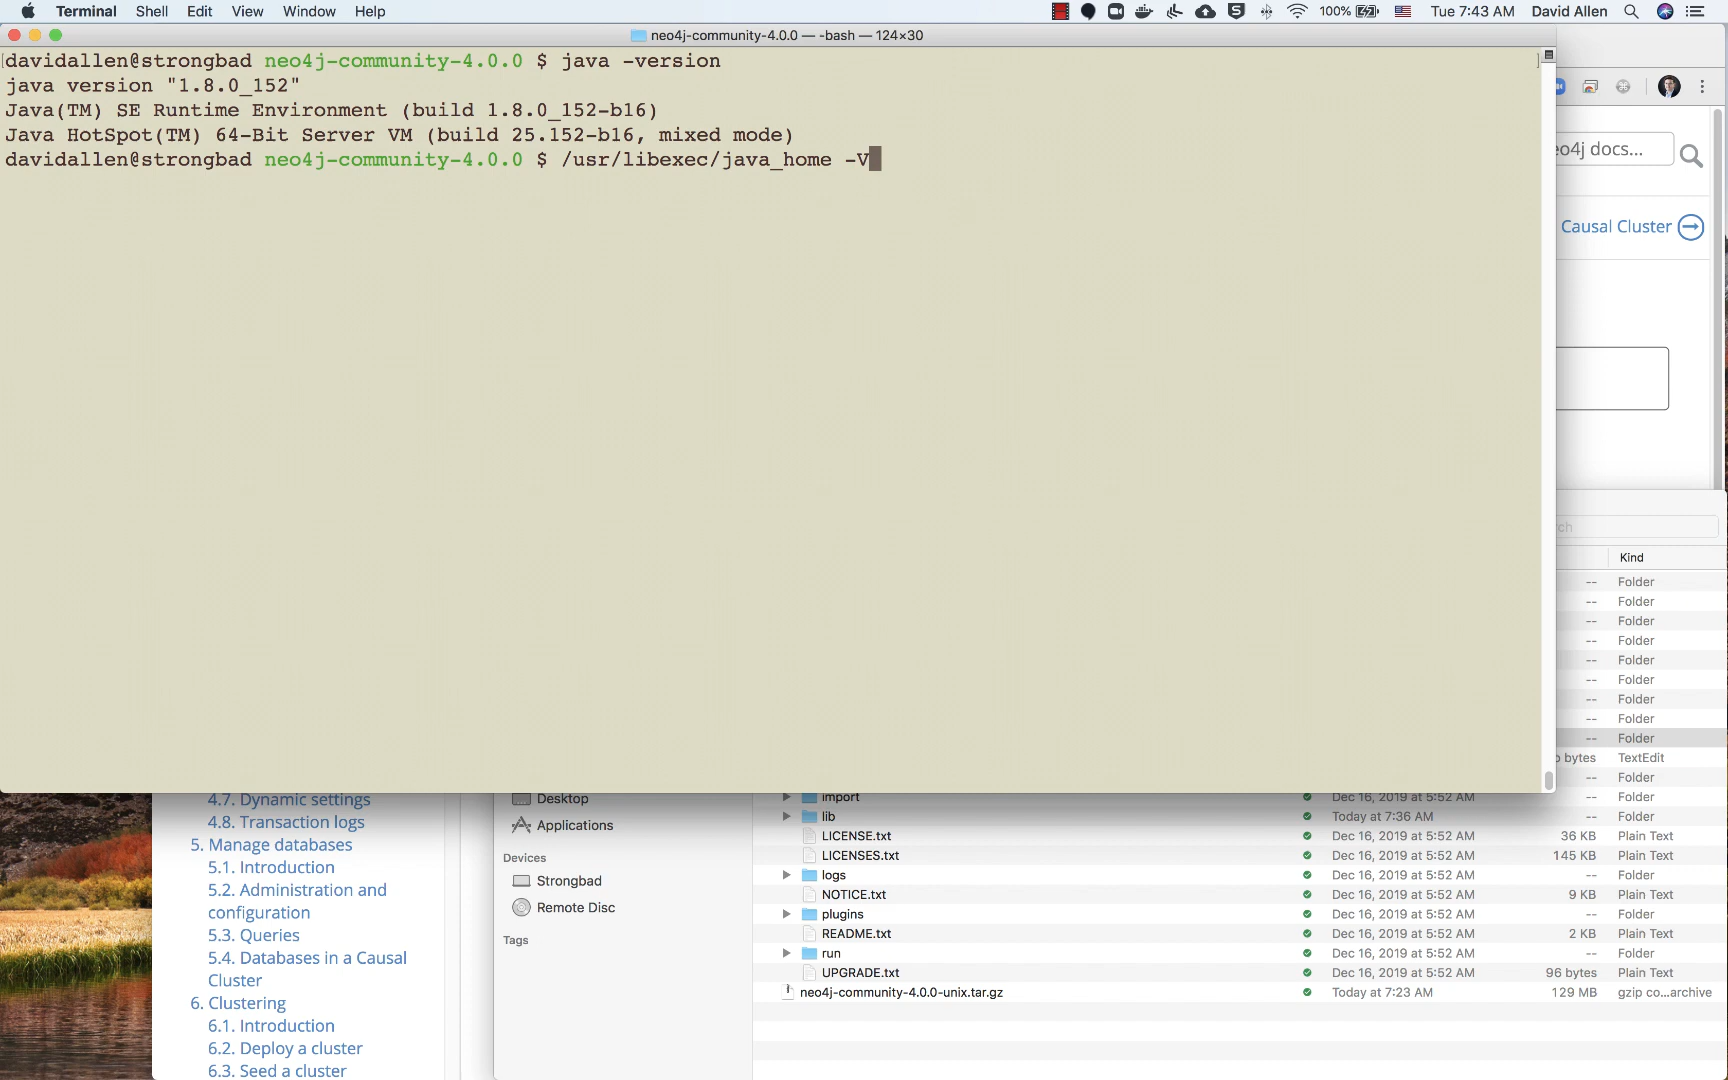 Terminal Shell Edit View Window Help 100% Tue 7:43 AM David Allen
neo4j-community-4.0.0 — -bash — 124×30
davidallen@strongbad neo4j-community-4.0.0 $ java -version
java version "1.8.0_152"
Java(TM) SE Runtime Environment (build 1.8.0_152-b16)
Java HotSpot(TM) 64-Bit Server VM (build 25.152-b16, mixed mode)
davidallen@strongbad neo4j-community-4.0.0 $ /usr/libexec/java_home -V
eo4j docs...
Causal Cluster
ch
Kind
-- Folder
-- Folder
-- Folder
-- Folder
-- Folder
-- Folder
-- Folder
-- Folder
-- Folder
bytes TextEdit
-- Folder
4.7. Dynamic settings
4.8. Transaction logs
5. Manage databases
5.1. Introduction
5.2. Administration and
configuration
5.3. Queries
5.4. Databases in a Causal
Cluster
6. Clustering
6.1. Introduction
6.2. Deploy a cluster
6.3. Seed a cluster
Desktop
Applications
Devices
Strongbad
Remote Disc
Tags
import Dec 16, 2019 at 5:52 AM -- Folder
lib Today at 7:36 AM -- Folder
LICENSE.txt Dec 16, 2019 at 5:52 AM 36 KB Plain Text
LICENSES.txt Dec 16, 2019 at 5:52 AM 145 KB Plain Text
logs Dec 16, 2019 at 5:52 AM -- Folder
NOTICE.txt Dec 16, 2019 at 5:52 AM 9 KB Plain Text
plugins Dec 16, 2019 at 5:52 AM -- Folder
README.txt Dec 16, 2019 at 5:52 AM 2 KB Plain Text
run Dec 16, 2019 at 5:52 AM -- Folder
UPGRADE.txt Dec 16, 2019 at 5:52 AM 96 bytes Plain Text
neo4j-community-4.0.0-unix.tar.gz Today at 7:23 AM 129 MB gzip co...archive